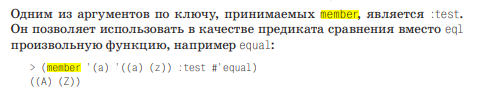 Одним из аргументов по ключу, принимаемых member, является :test.
Он позволяет использовать в качестве предиката сравнения вместо eql
произвольную функцию, например equal:
> (member '(a) '((a) (z)) :test #'equal)
((A) (Z))